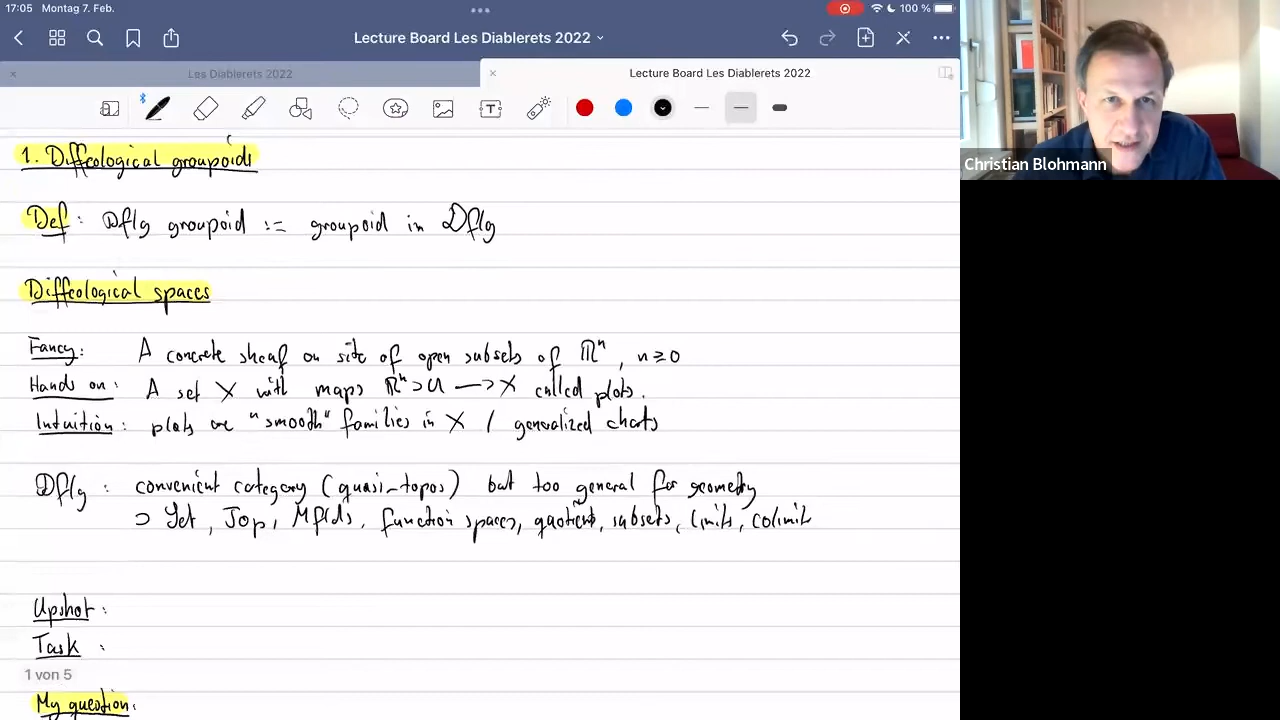 17:05 Montag 7. Feb.
100 %
Lecture Board Les Diablerets 2022
Les Diablerets 2022
Lecture Board Les Diablerets 2022
Christian Blohmann
1. Diffeological groupoids
Def: Dflg groupoid := groupoid in Dflg
Diffeological spaces
Fancy: A concrete sheaf on site of open subsets of ℝⁿ, n ≥ 0
Hands on: A set X with maps ℝⁿ ⊃ U → X called plots.
Intuition: plots are "smooth" families in X / generalized charts
Dflg: convenient category (quasi-topos) but too general for geometry
⊃ Set, Top, Mflds, function spaces, quotients, subsets, limits, colimits
Upshot:
Task:
1 von 5
My question: